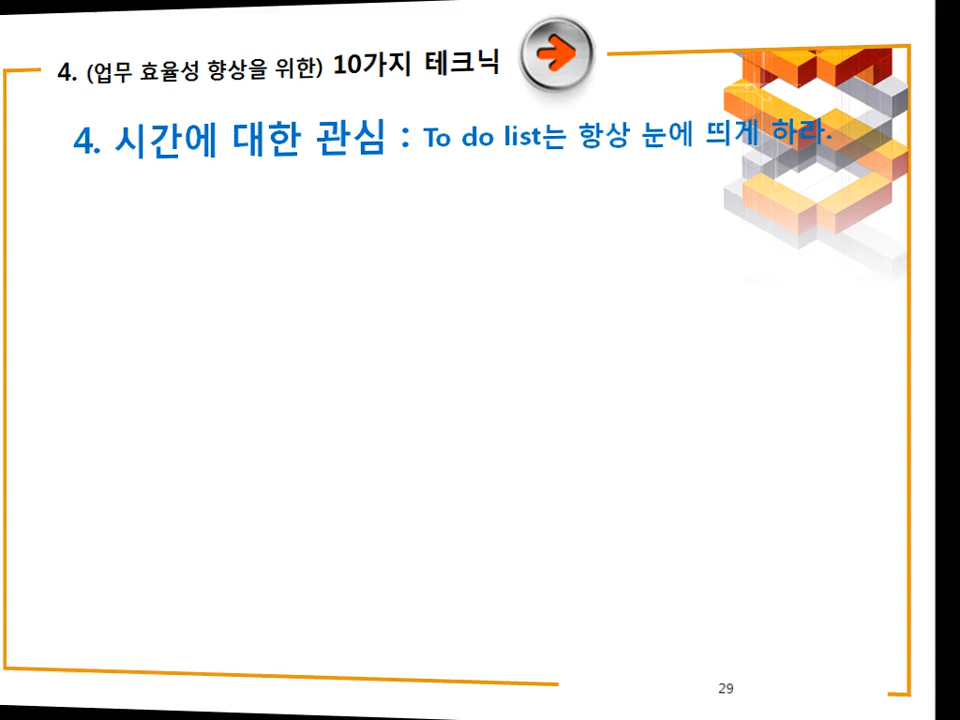 4. (업무 효율성 향상을 위한) 10가지 테크닉
4. 시간에 대한 관심 : To do list는 항상 눈에 띄게 하라.
29